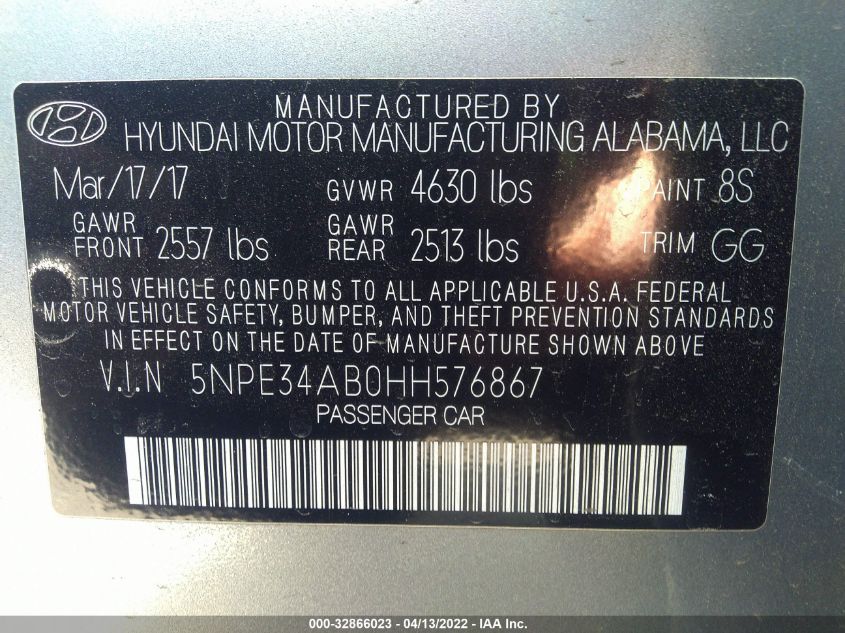 MANUFACTURED BY
HYUNDAI MOTOR MANUFACTURING ALABAMA, LLC
Mar/17/17 GVWR 4630 lbs PAINT 8S
GAWR FRONT 2557 lbs GAWR REAR 2513 lbs TRIM GG
THIS VEHICLE CONFORMS TO ALL APPLICABLE U.S.A. FEDERAL
MOTOR VEHICLE SAFETY, BUMPER, AND THEFT PREVENTION STANDARDS
IN EFFECT ON THE DATE OF MANUFACTURE SHOWN ABOVE
V.I.N 5NPE34AB0HH576867
PASSENGER CAR
000-32866023 - 04/13/2022 - IAA Inc.